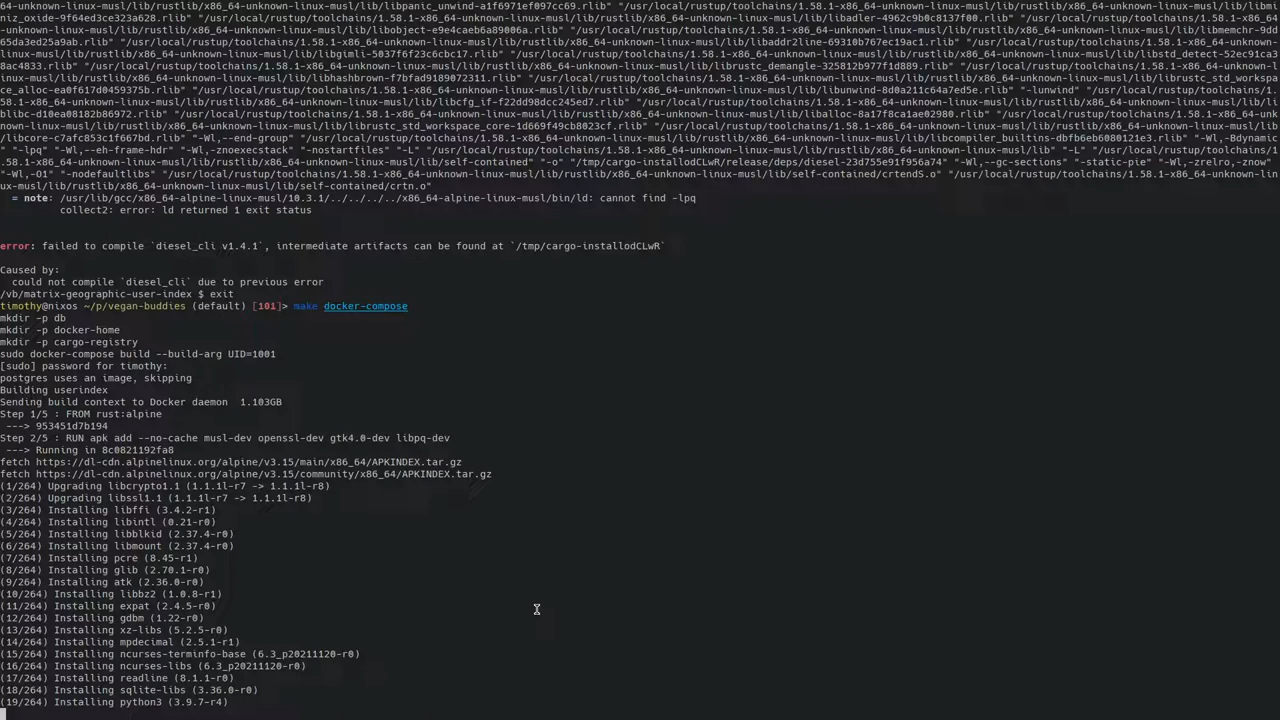 64-unknown-linux-musl/lib/rustlib/x86_64-unknown-linux-musl/lib/libpanic_unwind-a1f6971ef097cc69.rlib" "/usr/local/rustup/toolchains/1.58.1-x86_64-unknown-linux-musl/lib/rustlib/x86_64-unknown-linux-musl/lib/libmi
niz_oxide-9f64ed3ce323a628.rlib" "/usr/local/rustup/toolchains/1.58.1-x86_64-unknown-linux-musl/lib/rustlib/x86_64-unknown-linux-musl/lib/libadler-4962c9b0c8137f00.rlib" "/usr/local/rustup/toolchains/1.58.1-x86_64
-unknown-linux-musl/lib/rustlib/x86_64-unknown-linux-musl/lib/libobject-e9e4caeb6a89006a.rlib" "/usr/local/rustup/toolchains/1.58.1-x86_64-unknown-linux-musl/lib/rustlib/x86_64-unknown-linux-musl/lib/libmemchr-9dd
65da3ed25a9ab.rlib" "/usr/local/rustup/toolchains/1.58.1-x86_64-unknown-linux-musl/lib/rustlib/x86_64-unknown-linux-musl/lib/libaddr2line-69310b767ec19ac1.rlib" "/usr/local/rustup/toolchains/1.58.1-x86_64-unknown-
linux-musl/lib/rustlib/x86_64-unknown-linux-musl/lib/libgimli-5037f6f23c6cbc17.rlib" "/usr/local/rustup/toolchains/1.58.1-x86_64-unknown-linux-musl/lib/rustlib/x86_64-unknown-linux-musl/lib/libstd_detect-52ec91ca3
8ac4833.rlib" "/usr/local/rustup/toolchains/1.58.1-x86_64-unknown-linux-musl/lib/rustlib/x86_64-unknown-linux-musl/lib/librustc_demangle-325812b977f1d889.rlib" "/usr/local/rustup/toolchains/1.58.1-x86_64-unknown-l
inux-musl/lib/rustlib/x86_64-unknown-linux-musl/lib/libhashbrown-f7bfad9189072311.rlib" "/usr/local/rustup/toolchains/1.58.1-x86_64-unknown-linux-musl/lib/rustlib/x86_64-unknown-linux-musl/lib/librustc_std_workspa
ce_alloc-ea0f617d0459375b.rlib" "/usr/local/rustup/toolchains/1.58.1-x86_64-unknown-linux-musl/lib/rustlib/x86_64-unknown-linux-musl/lib/libunwind-8d0a211c64a7ed5e.rlib" "-lunwind" "/usr/local/rustup/toolchains/1.
58.1-x86_64-unknown-linux-musl/lib/rustlib/x86_64-unknown-linux-musl/lib/libcfg_if-f22dd98dcc245ed7.rlib" "/usr/local/rustup/toolchains/1.58.1-x86_64-unknown-linux-musl/lib/rustlib/x86_64-unknown-linux-musl/lib/li
blibc-d10ea08182b86972.rlib" "/usr/local/rustup/toolchains/1.58.1-x86_64-unknown-linux-musl/lib/rustlib/x86_64-unknown-linux-musl/lib/liballoc-8a17f8ca1ae02980.rlib" "/usr/local/rustup/toolchains/1.58.1-x86_64-unk
nown-linux-musl/lib/rustlib/x86_64-unknown-linux-musl/lib/librustc_std_workspace_core-1d669f49cb8023cf.rlib" "/usr/local/rustup/toolchains/1.58.1-x86_64-unknown-linux-musl/lib/rustlib/x86_64-unknown-linux-musl/lib
/libcore-c7afc853c1f667bd.rlib" "-Wl,--end-group" "/usr/local/rustup/toolchains/1.58.1-x86_64-unknown-linux-musl/lib/rustlib/x86_64-unknown-linux-musl/lib/libcompiler_builtins-dbfb6eb6080121e3.rlib" "-Wl,-Bdynamic
" "-lpq" "-Wl,--eh-frame-hdr" "-Wl,-znoexecstack" "-nostartfiles" "-L" "/usr/local/rustup/toolchains/1.58.1-x86_64-unknown-linux-musl/lib/rustlib/x86_64-unknown-linux-musl/lib" "-L" "/usr/local/rustup/toolchains/1
.58.1-x86_64-unknown-linux-musl/lib/rustlib/x86_64-unknown-linux-musl/lib/self-contained" "-o" "/tmp/cargo-installodCLwR/release/deps/diesel-23d755e91f956a74" "-Wl,--gc-sections" "-static-pie" "-Wl,-zrelro,-znow" 
"-Wl,-O1" "-nodefaultlibs" "/usr/local/rustup/toolchains/1.58.1-x86_64-unknown-linux-musl/lib/rustlib/x86_64-unknown-linux-musl/lib/self-contained/crtendS.o" "/usr/local/rustup/toolchains/1.58.1-x86_64-unknown-lin
ux-musl/lib/rustlib/x86_64-unknown-linux-musl/lib/self-contained/crtn.o"
= note: /usr/lib/gcc/x86_64-alpine-linux-musl/10.3.1/../../../../x86_64-alpine-linux-musl/bin/ld: cannot find -lpq
collect2: error: ld returned 1 exit status
error: failed to compile `diesel_cli v1.4.1`, intermediate artifacts can be found at `/tmp/cargo-installodCLwR`
Caused by:
could not compile `diesel_cli` due to previous error
/vb/matrix-geographic-user-index $ exit
timothy@nixos ~/p/vegan-buddies (default) [101]> make docker-compose
mkdir -p db
mkdir -p docker-home
mkdir -p cargo-registry
sudo docker-compose build --build-arg UID=1001
[sudo] password for timothy:
postgres uses an image, skipping
Building userindex
Sending build context to Docker daemon  1.103GB
Step 1/5 : FROM rust:alpine
---> 953451d7b194
Step 2/5 : RUN apk add --no-cache musl-dev openssl-dev gtk4.0-dev libpq-dev
---> Running in 8c0821192fa8
fetch https://dl-cdn.alpinelinux.org/alpine/v3.15/main/x86_64/APKINDEX.tar.gz
fetch https://dl-cdn.alpinelinux.org/alpine/v3.15/community/x86_64/APKINDEX.tar.gz
(1/264) Upgrading libcrypto1.1 (1.1.1l-r7 -> 1.1.1l-r8)
(2/264) Upgrading libssl1.1 (1.1.1l-r7 -> 1.1.1l-r8)
(3/264) Installing libffi (3.4.2-r1)
(4/264) Installing libintl (0.21-r0)
(5/264) Installing libblkid (2.37.4-r0)
(6/264) Installing libmount (2.37.4-r0)
(7/264) Installing pcre (8.45-r1)
(8/264) Installing glib (2.70.1-r0)
(9/264) Installing atk (2.36.0-r0)
(10/264) Installing libbz2 (1.0.8-r1)
(11/264) Installing expat (2.4.5-r0)
(12/264) Installing gdbm (1.22-r0)
(13/264) Installing xz-libs (5.2.5-r0)
(14/264) Installing mpdecimal (2.5.1-r1)
(15/264) Installing ncurses-terminfo-base (6.3_p20211120-r0)
(16/264) Installing ncurses-libs (6.3_p20211120-r0)
(17/264) Installing readline (8.1.1-r0)
(18/264) Installing sqlite-libs (3.36.0-r0)
(19/264) Installing python3 (3.9.7-r4)